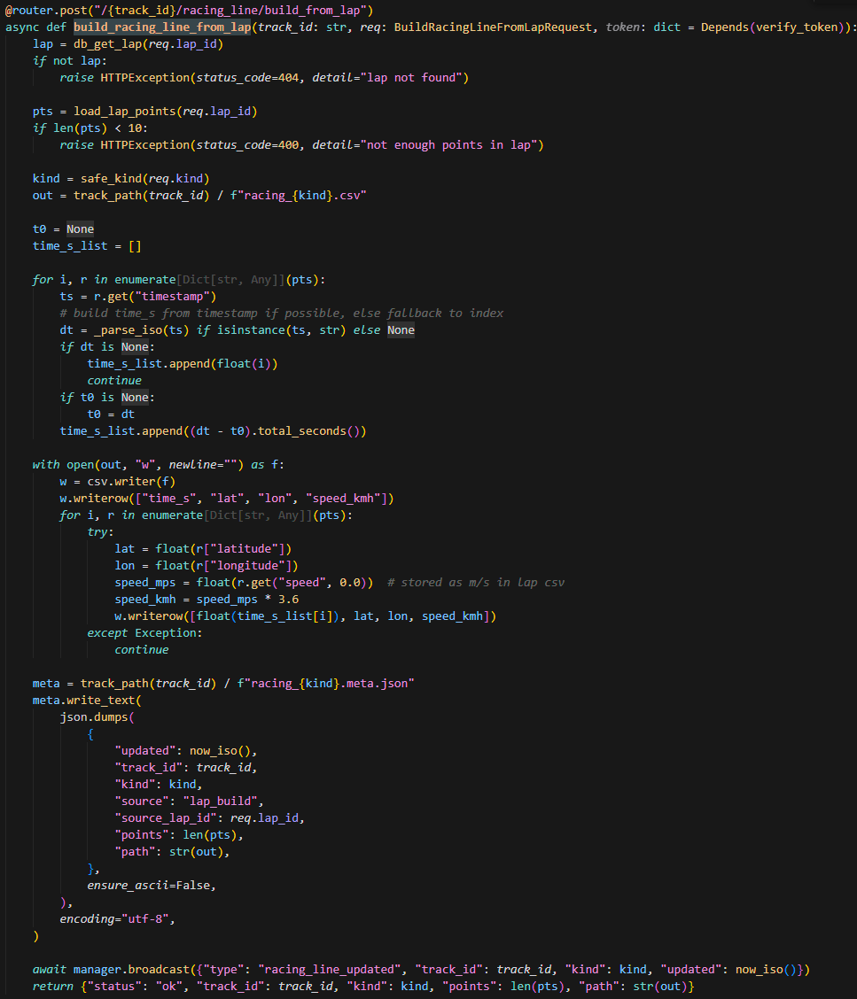 @router.post("/{track_id}/racing_line/build_from_lap")
async def build_racing_line_from_lap(track_id: str, req: BuildRacingLineFromLapRequest, token: dict = Depends(verify_token)):
    lap = db_get_lap(req.lap_id)
    if not lap:
        raise HTTPException(status_code=404, detail="lap not found")

    pts = load_lap_points(req.lap_id)
    if len(pts) < 10:
        raise HTTPException(status_code=400, detail="not enough points in lap")

    kind = safe_kind(req.kind)
    out = track_path(track_id) / f"racing_{kind}.csv"

    t0 = None
    time_s_list = []

    for i, r in enumerate[Dict[str, Any]](pts):
        ts = r.get("timestamp")
        # build time_s from timestamp if possible, else fallback to index
        dt = _parse_iso(ts) if isinstance(ts, str) else None
        if dt is None:
            time_s_list.append(float(i))
            continue
        if t0 is None:
            t0 = dt
        time_s_list.append((dt - t0).total_seconds())

    with open(out, "w", newline="") as f:
        w = csv.writer(f)
        w.writerow(["time_s", "lat", "lon", "speed_kmh"])
        for i, r in enumerate[Dict[str, Any]](pts):
            try:
                lat = float(r["latitude"])
                lon = float(r["longitude"])
                speed_mps = float(r.get("speed", 0.0))  # stored as m/s in lap csv
                speed_kmh = speed_mps * 3.6
                w.writerow([float(time_s_list[i]), lat, lon, speed_kmh])
            except Exception:
                continue

    meta = track_path(track_id) / f"racing_{kind}.meta.json"
    meta.write_text(
        json.dumps(
            {
                "updated": now_iso(),
                "track_id": track_id,
                "kind": kind,
                "source": "lap_build",
                "source_lap_id": req.lap_id,
                "points": len(pts),
                "path": str(out),
            },
            ensure_ascii=False,
        ),
        encoding="utf-8",
    )

    await manager.broadcast({"type": "racing_line_updated", "track_id": track_id, "kind": kind, "updated": now_iso()})
    return {"status": "ok", "track_id": track_id, "kind": kind, "points": len(pts), "path": str(out)}